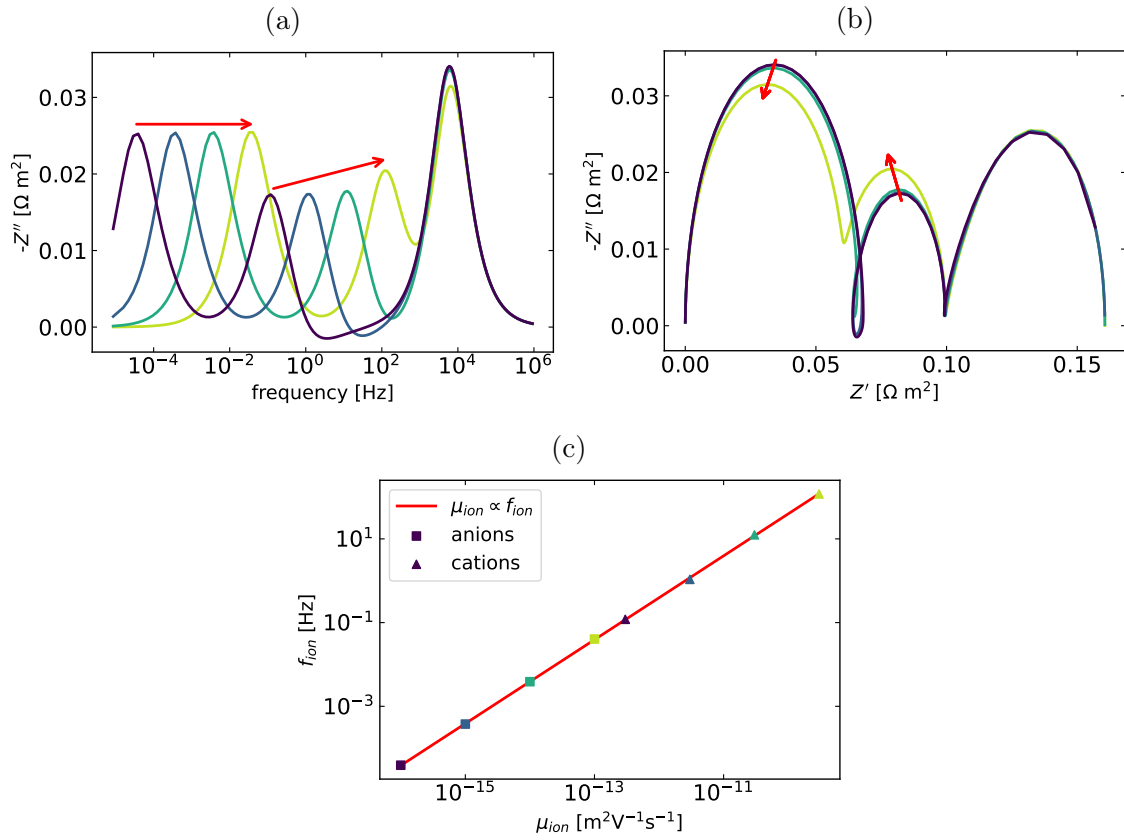 (a)
(b)
0.03
0.02
0.01
0.00
-Z'' [Ω m²]
10⁻⁴
10⁻²
10⁰
10²
10⁴
10⁶
frequency [Hz]
0.03
0.02
0.01
0.00
-Z'' [Ω m²]
0.00
0.05
0.10
0.15
Z' [Ω m²]
(c)
μ_ion ∝ f_ion
anions
cations
10¹
10⁻¹
10⁻³
f_ion [Hz]
10⁻¹⁵
10⁻¹³
10⁻¹¹
μ_ion [m²V⁻¹s⁻¹]